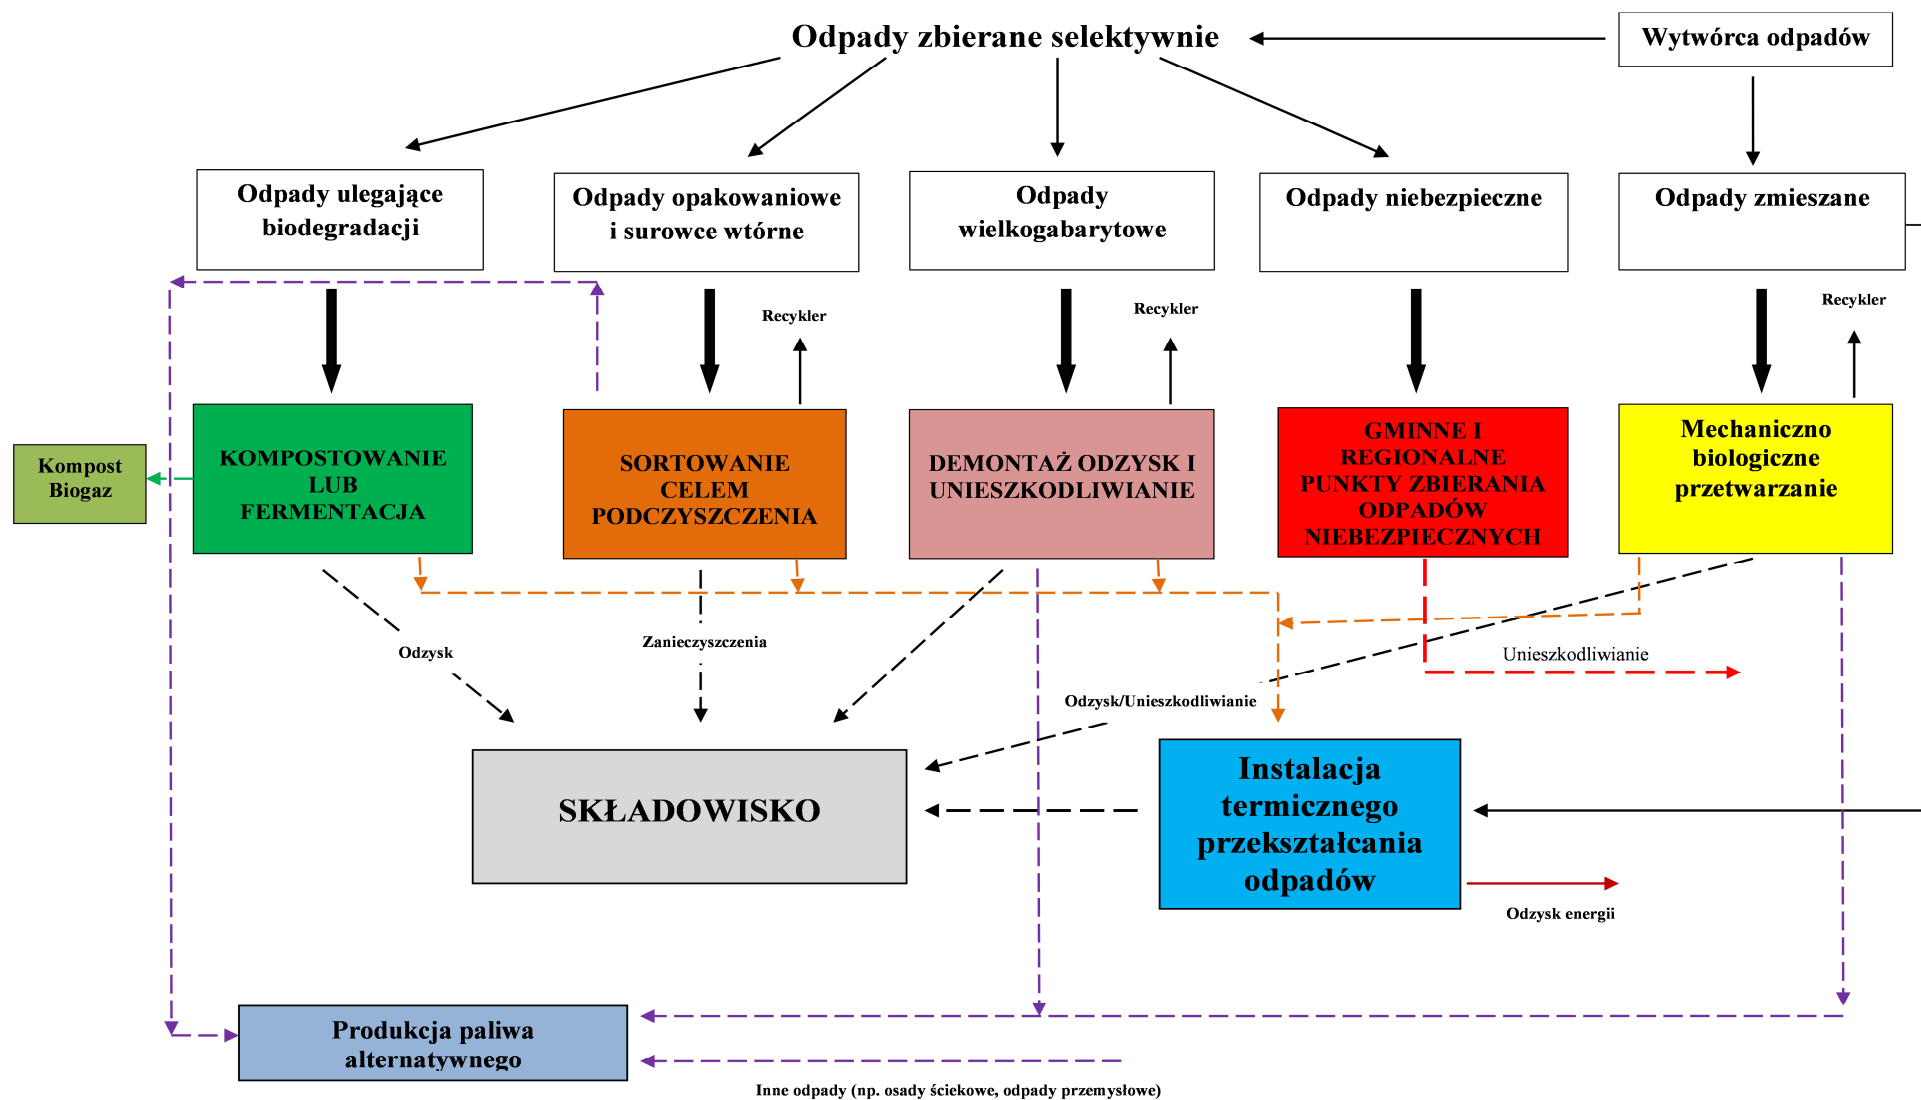 Odpady zbierane selektywnie
Wytwórca odpadów
Odpady ulegające
biodegradacji
Odpady opakowaniowe
i surowce wtórne
Odpady
wielkogabarytowe
Odpady niebezpieczne
Odpady zmieszane
Recykler
Recykler
Recykler
Kompost
Biogaz
KOMPOSTOWANIE
LUB
FERMENTACJA
SORTOWANIE
CELEM
PODCZYSZCZENIA
DEMONTAŻ ODZYSK I
UNIESZKODLIWIANIE
GMINNE I
REGIONALNE
PUNKTY ZBIERANIA
ODPADÓW
NIEBEZPIECZNYCH
Mechaniczno
biologiczne
przetwarzanie
Odzysk
Zanieczyszczenia
Unieszkodliwianie
Odzysk/Unieszkodliwianie
SKŁADOWISKO
Instalacja
termicznego
przekształcania
odpadów
Odzysk energii
Produkcja paliwa
alternatywnego
Inne odpady (np. osady ściekowe, odpady przemysłowe)